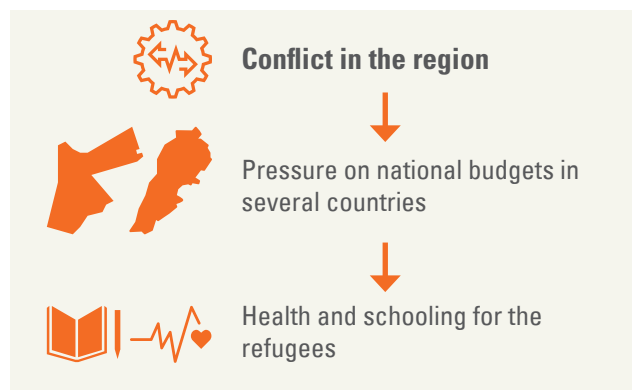 Conflict in the region
Pressure on national budgets in
several countries
Health and schooling for the
refugees